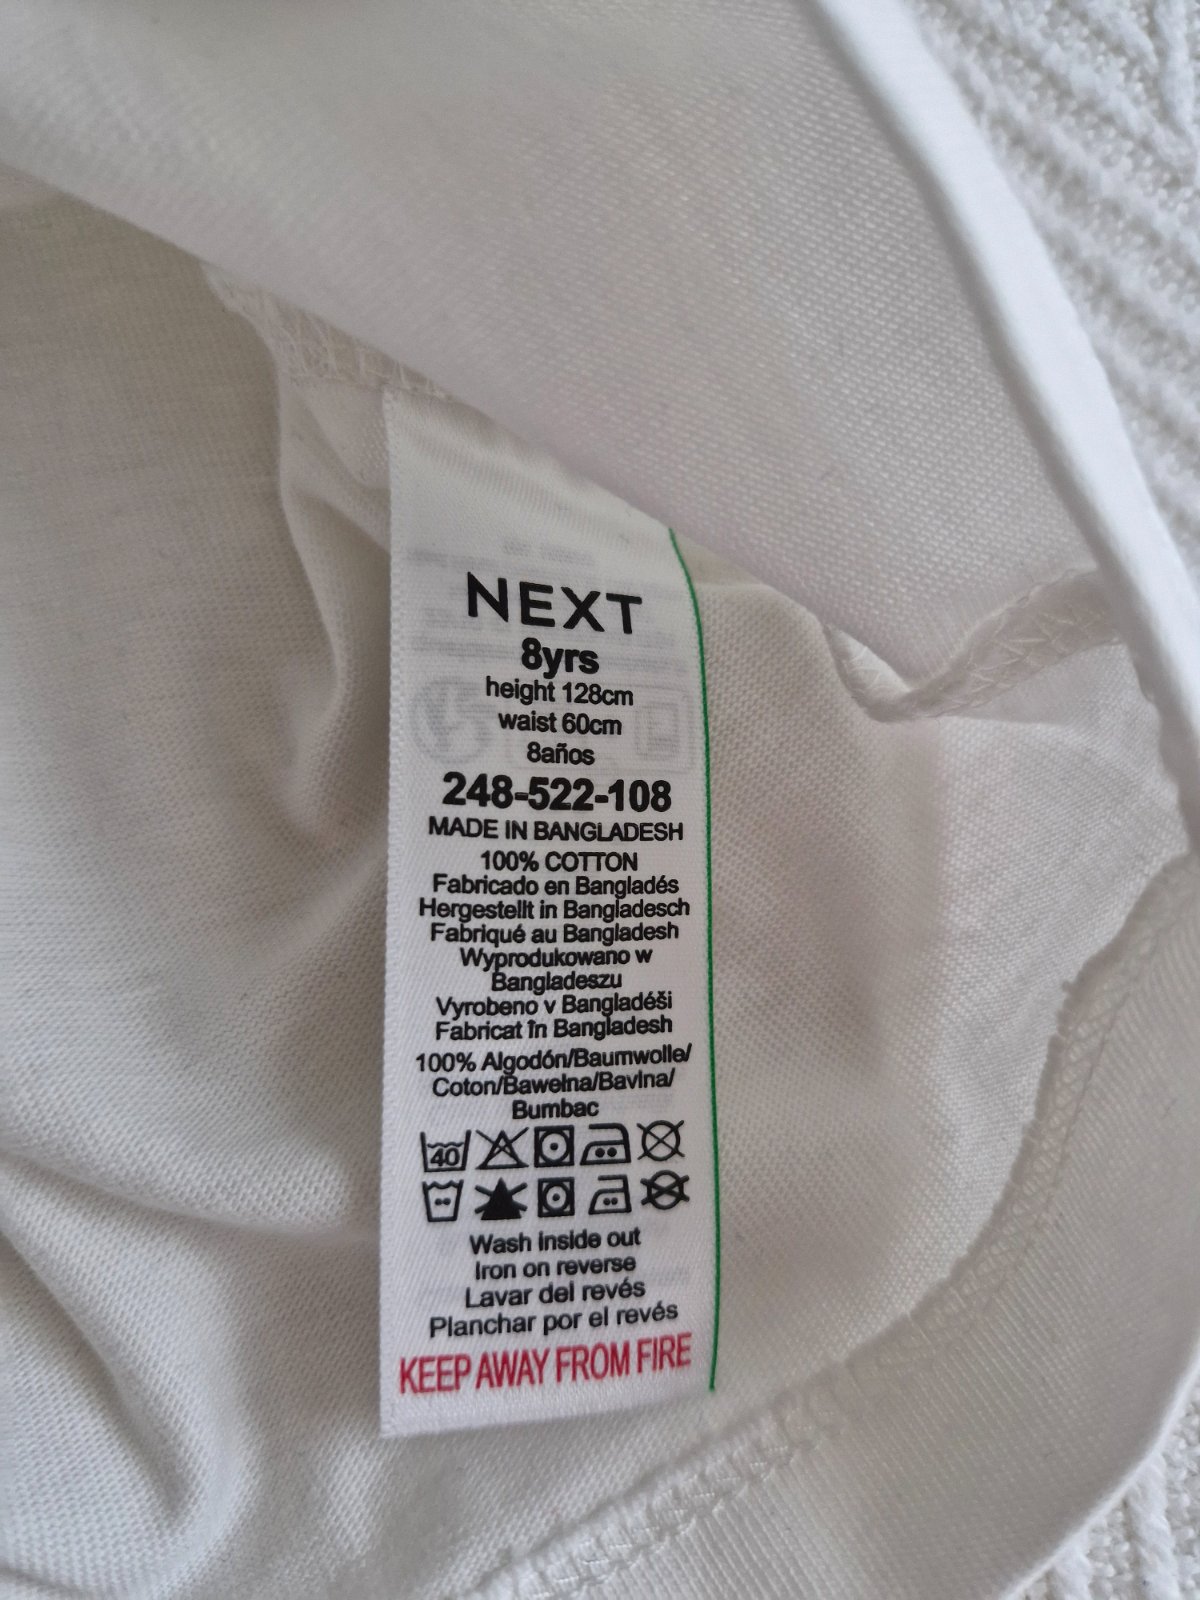 NEXT
8yrs
height 128cm
waist 60cm
8años
248-522-108
MADE IN BANGLADESH
100% COTTON
Fabricado en Bangladés
Hergestellt in Bangladesch
Fabriqué au Bangladesh
Wyprodukowano w
Bangladeszu
Vyrobeno v Bangladéši
Fabricat în Bangladesh
100% Algodón/Baumwolle/
Coton/Bawełna/Bavlna/
Bumbac
40
Wash inside out
Iron on reverse
Lavar del revés
Planchar por el revés
KEEP AWAY FROM FIRE